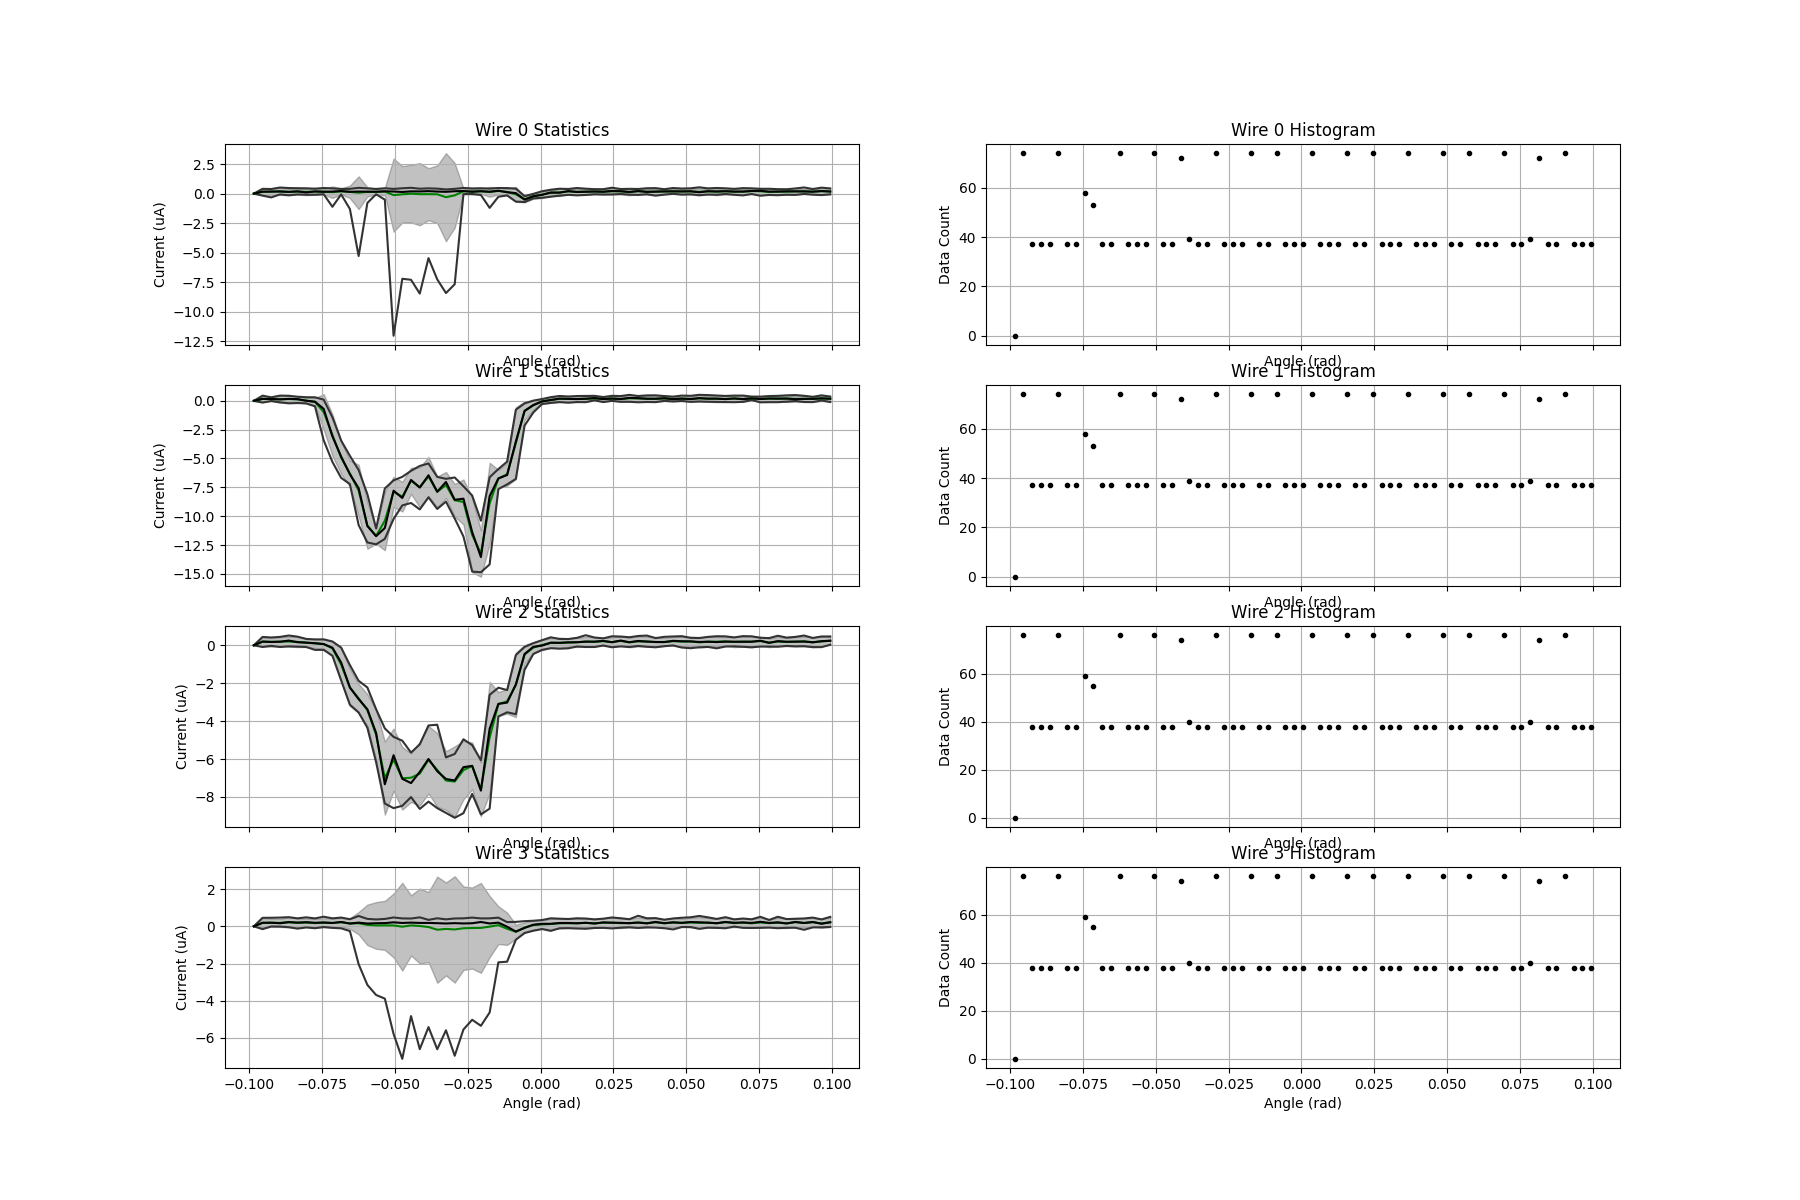 Wire 0 Statistics
2.5
0.0
−2.5
−5.0
−7.5
−10.0
−12.5
Current (uA)
Angle (rad)
Wire 0 Histogram
60
40
20
0
Data Count
Angle (rad)
Wire 1 Statistics
0.0
−2.5
−5.0
−7.5
−10.0
−12.5
−15.0
Current (uA)
Angle (rad)
Wire 1 Histogram
60
40
20
0
Data Count
Angle (rad)
Wire 2 Statistics
0
−2
−4
−6
−8
Current (uA)
Angle (rad)
Wire 2 Histogram
60
40
20
0
Data Count
Angle (rad)
Wire 3 Statistics
2
0
−2
−4
−6
Current (uA)
−0.100 −0.075 −0.050 −0.025 0.000 0.025 0.050 0.075 0.100
Angle (rad)
Wire 3 Histogram
60
40
20
0
Data Count
−0.100 −0.075 −0.050 −0.025 0.000 0.025 0.050 0.075 0.100
Angle (rad)